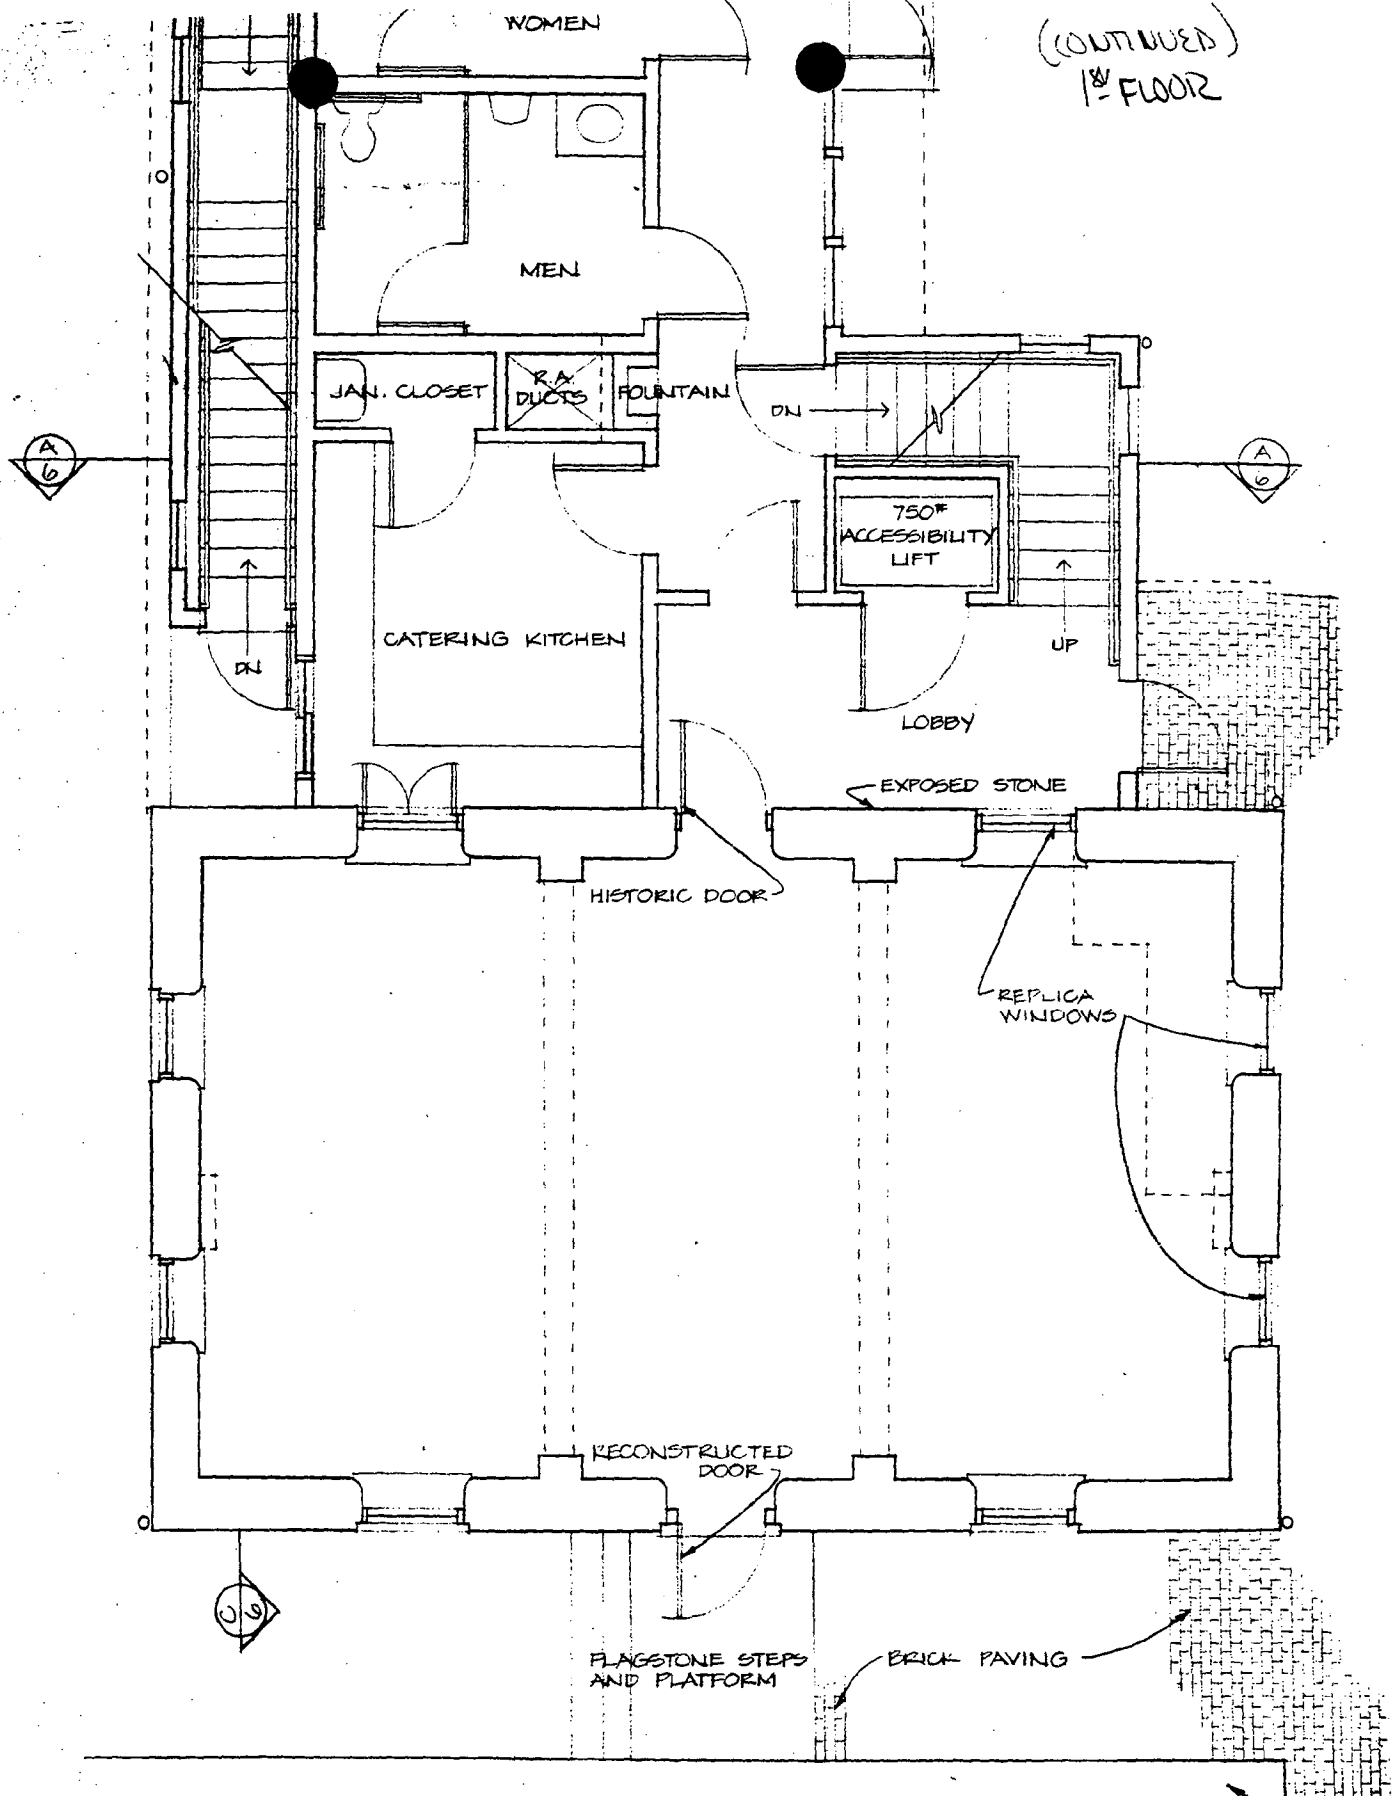 WOMEN
(CONTINUED)
1st FLOOR
MEN
JAN. CLOSET
R.A.
DUCTS
FOUNTAIN
DN
A
6
A
6
750#
ACCESSIBILITY
LIFT
CATERING KITCHEN
UP
DN
LOBBY
EXPOSED STONE
HISTORIC DOOR
REPLICA
WINDOWS
RECONSTRUCTED
DOOR
C
6
FLAGSTONE STEPS
AND PLATFORM
BRICK PAVING